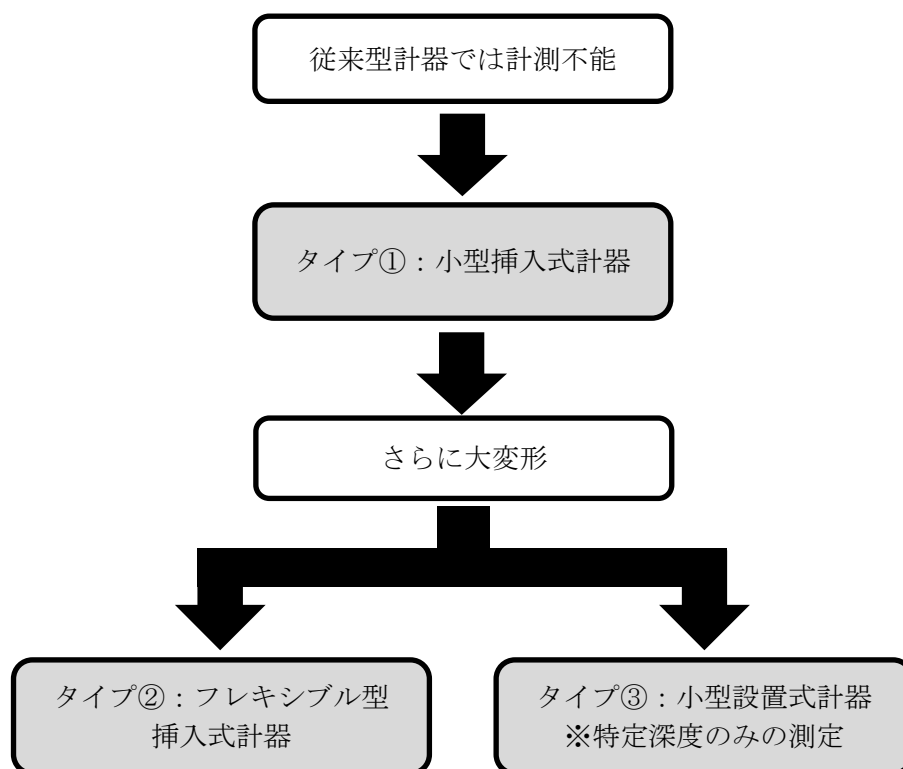 従来型計器では計測不能
タイプ①：小型挿入式計器
さらに大変形
タイプ②：フレキシブル型
挿入式計器
タイプ③：小型設置式計器
※特定深度のみの測定